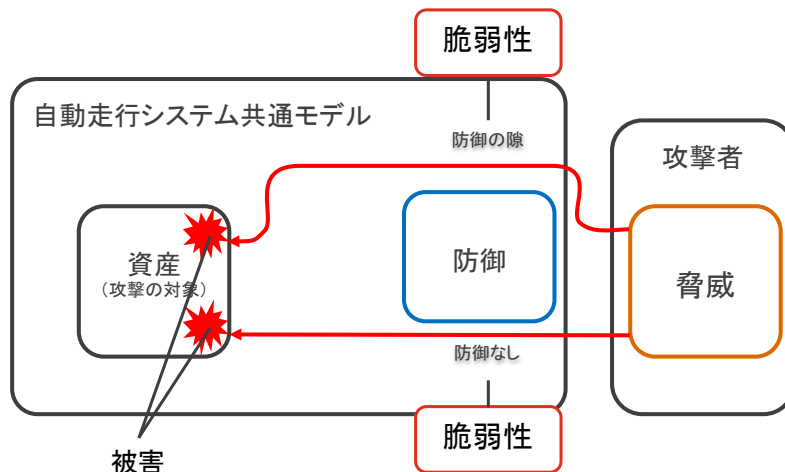 脆弱性
自動走行システム共通モデル
防御の隙
攻撃者
資産
（攻撃の対象）
防御
脅威
防御なし
脆弱性
被害